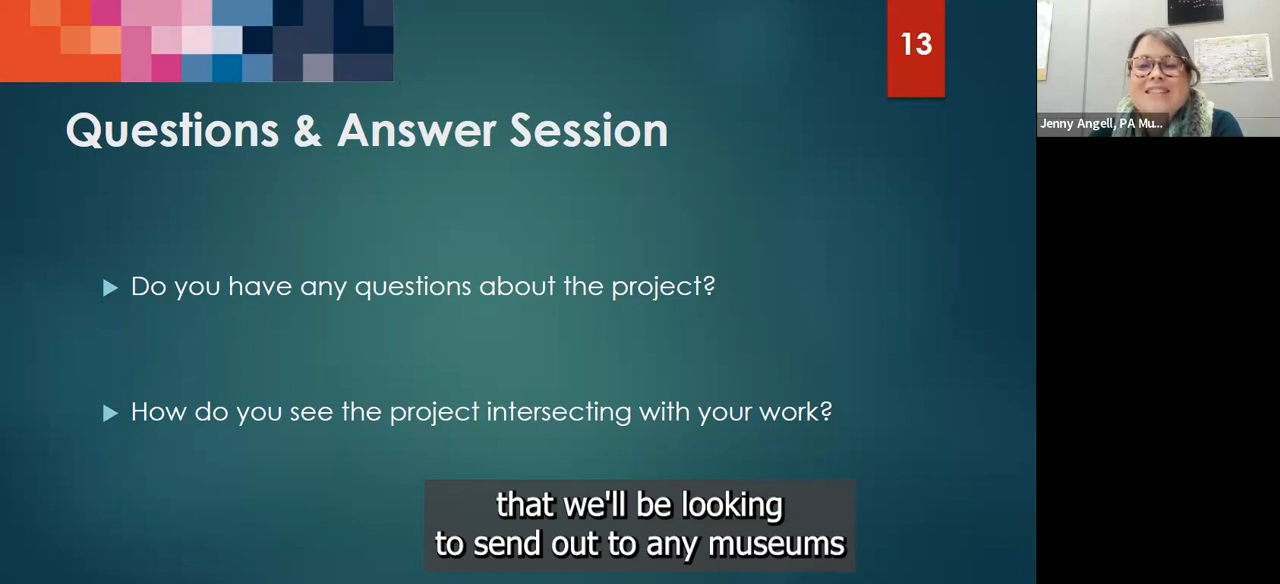 13
Questions & Answer Session
Jenny Angell, PA Mu...
Do you have any questions about the project?
How do you see the project intersecting with your work?
that we'll be looking
to send out to any museums